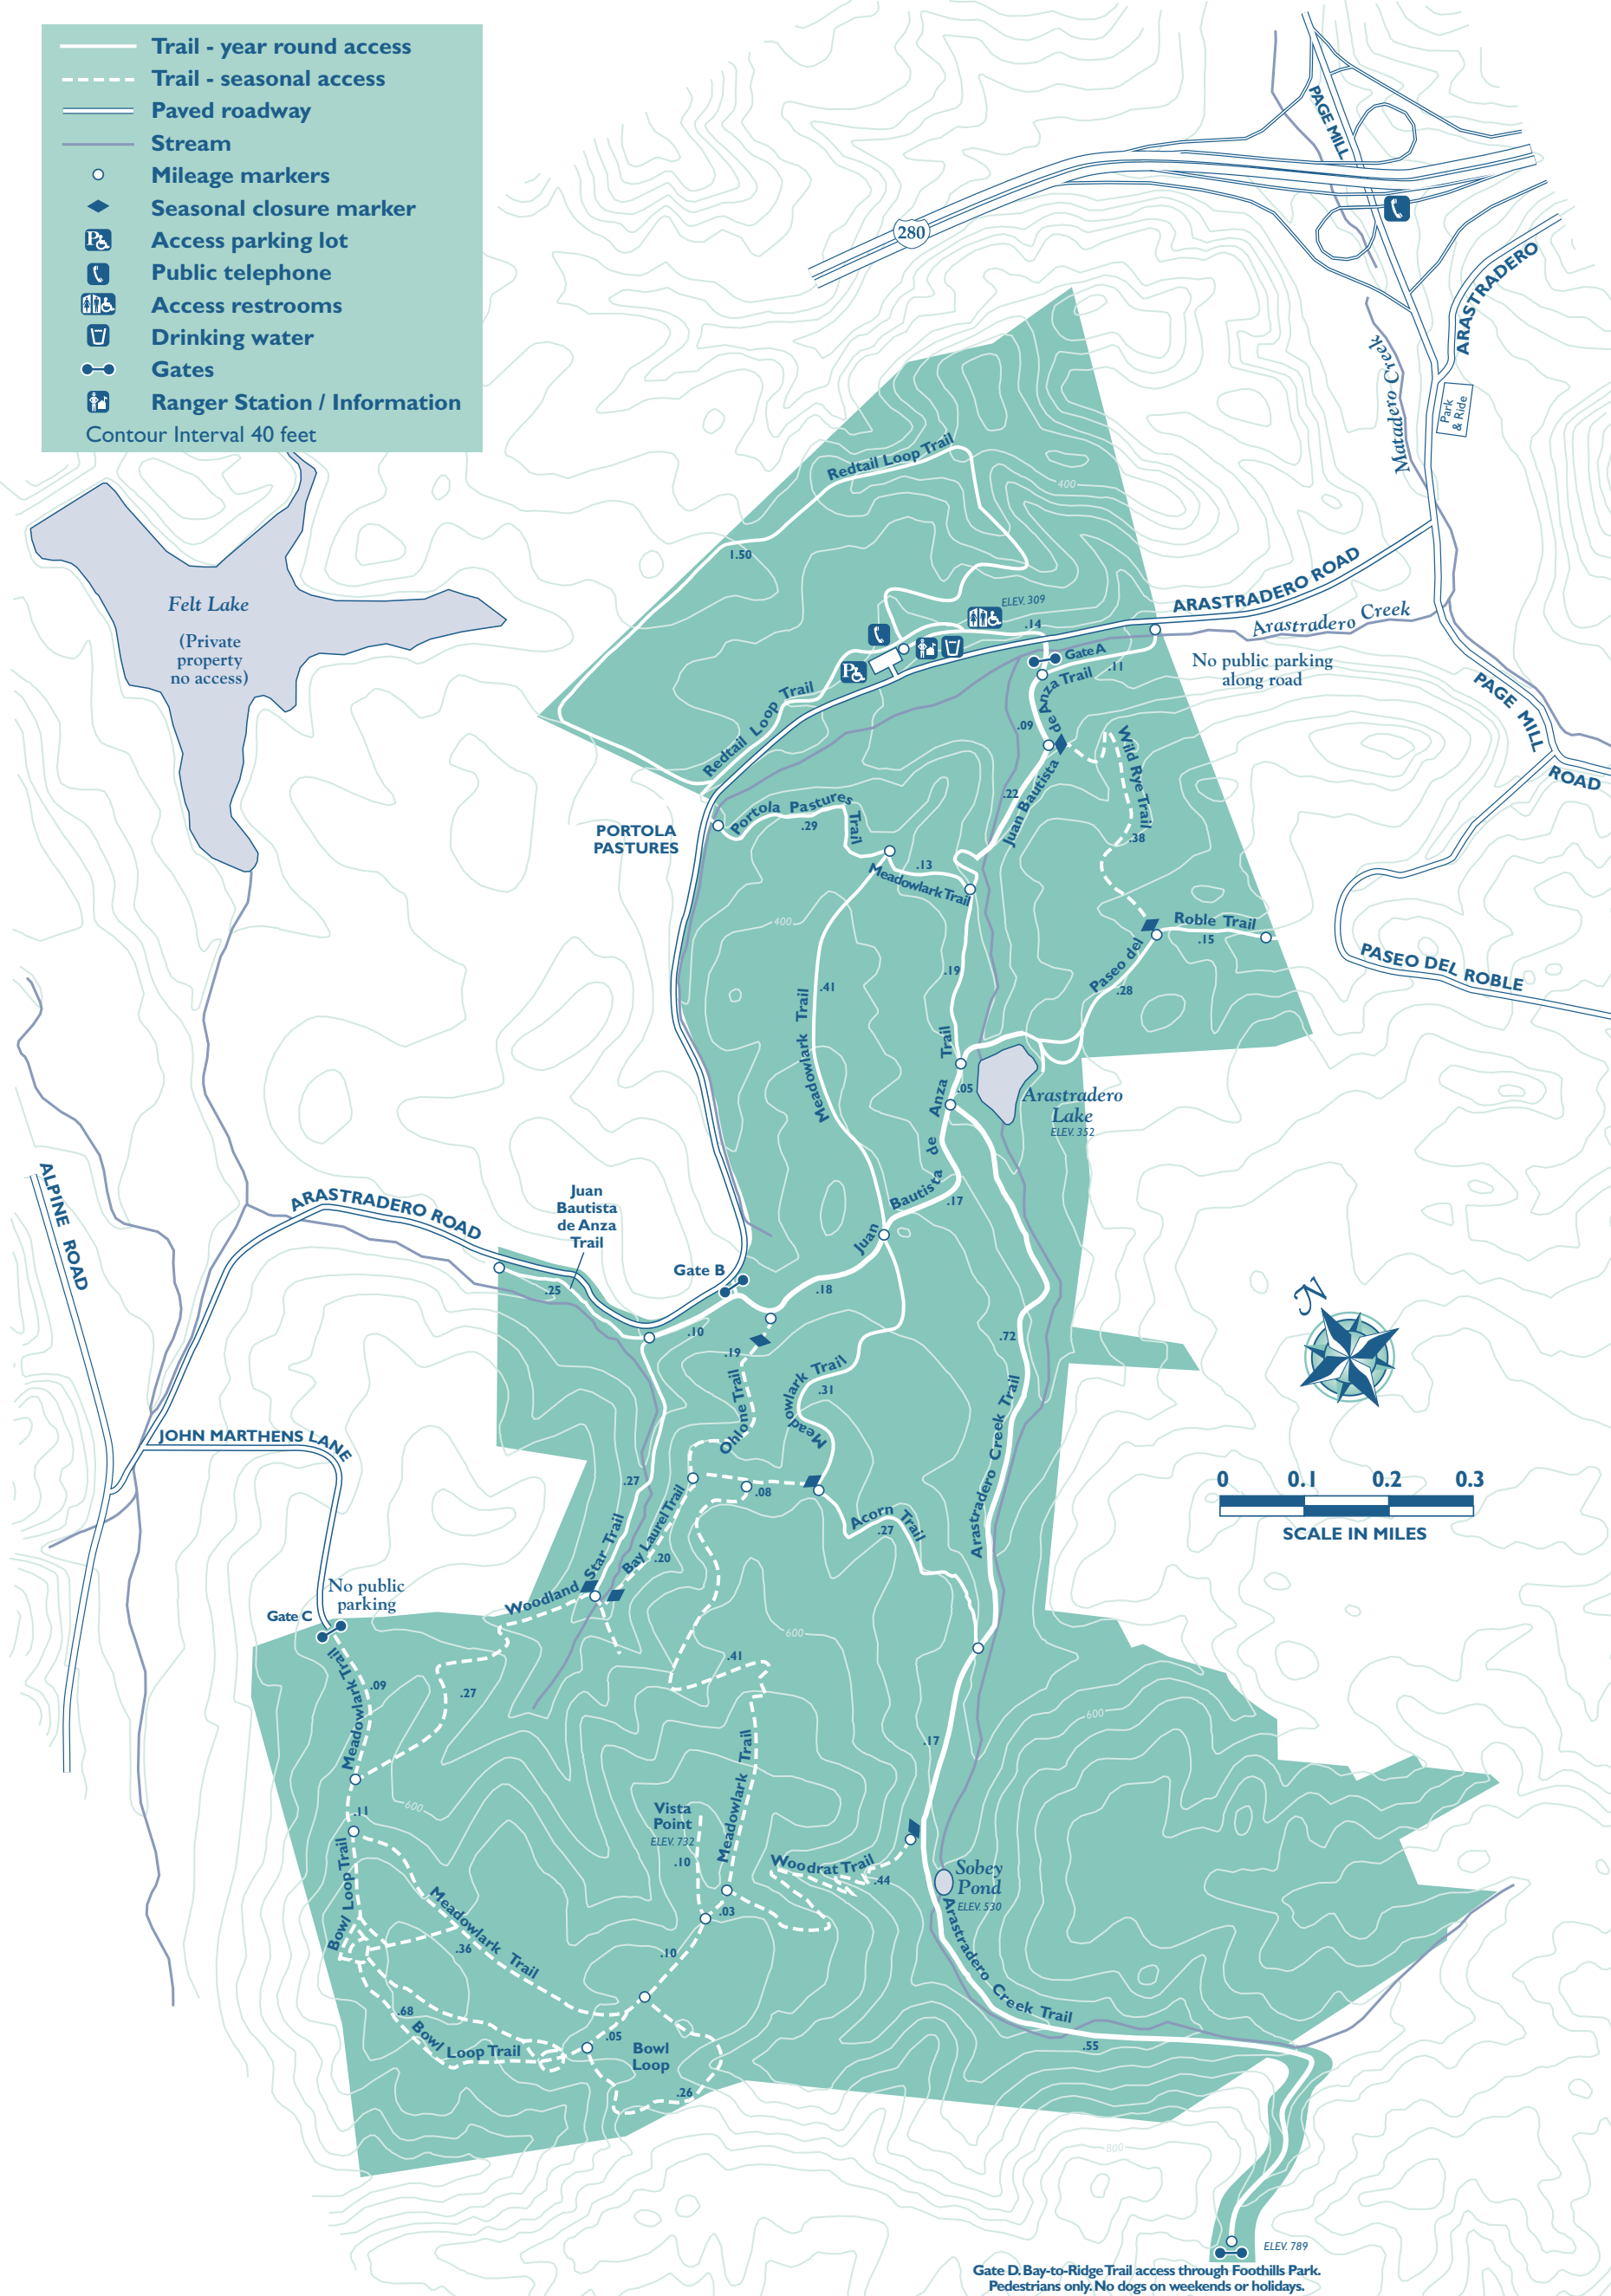 Trail - year round access
Trail - seasonal access
Paved roadway
Stream
Mileage markers
Seasonal closure marker
Access parking lot
Public telephone
Access restrooms
Drinking water
Gates
Ranger Station / Information
Contour Interval 40 feet
PAGE MILL
280
ARASTRADERO
Matadero Creek
Park
& Ride
Redtail Loop Trail
400
1.50
Felt Lake
(Private
property
no access)
ELEV. 309
.14
ARASTRADERO ROAD
Arastradero Creek
Gate A
.11
No public parking
along road
PAGE MILL
ROAD
Redtail Loop Trail
Juan Bautista de Anza Trail
.09
.22
Wild Rye Trail
.38
PORTOLA
PASTURES
Portola Pastures
Trail
.29
.13
Meadowlark Trail
400
Roble Trail
.15
Paseo del
.28
PASEO DEL ROBLE
.19
.41
Meadowlark Trail
Juan Bautista de Anza Trail
.05
Arastradero
Lake
ELEV. 352
.17
ALPINE ROAD
ARASTRADERO ROAD
Juan
Bautista
de Anza
Trail
.25
Gate B
.18
.10
.19
Ohlone Trail
Meadowlark Trail
.31
.72
Arastradero Creek Trail
N
JOHN MARTHENS LANE
0 0.1 0.2 0.3
SCALE IN MILES
.27
.08
Bay Laurel Trail
.20
Acorn Trail
.27
Woodland Star Trail
No public
parking
Gate C
600
.41
Meadowlark Trail
.09
.27
600
.17
Meadowlark Trail
600
.11
Vista
Point
ELEV. 732
.10
Woodrat Trail
.44
Sobey
Pond
ELEV. 530
Bowl Loop Trail
.03
Meadowlark Trail
.36
.10
Arastradero Creek Trail
.68
Bowl Loop Trail
.05
Bowl
Loop
.55
.26
800
ELEV. 789
Gate D. Bay-to-Ridge Trail access through Foothills Park.
Pedestrians only. No dogs on weekends or holidays.